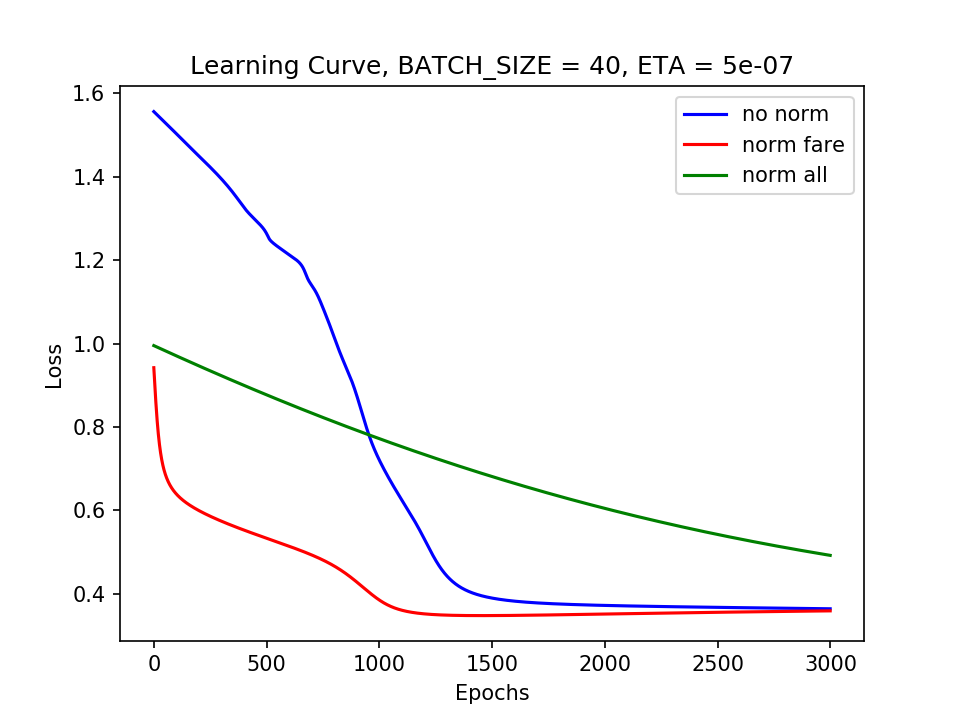 Learning Curve, BATCH_SIZE = 40, ETA = 5e-07
1.6
1.4
1.2
1.0
0.8
0.6
0.4
Loss
no norm
norm fare
norm all
0 500 1000 1500 2000 2500 3000
Epochs